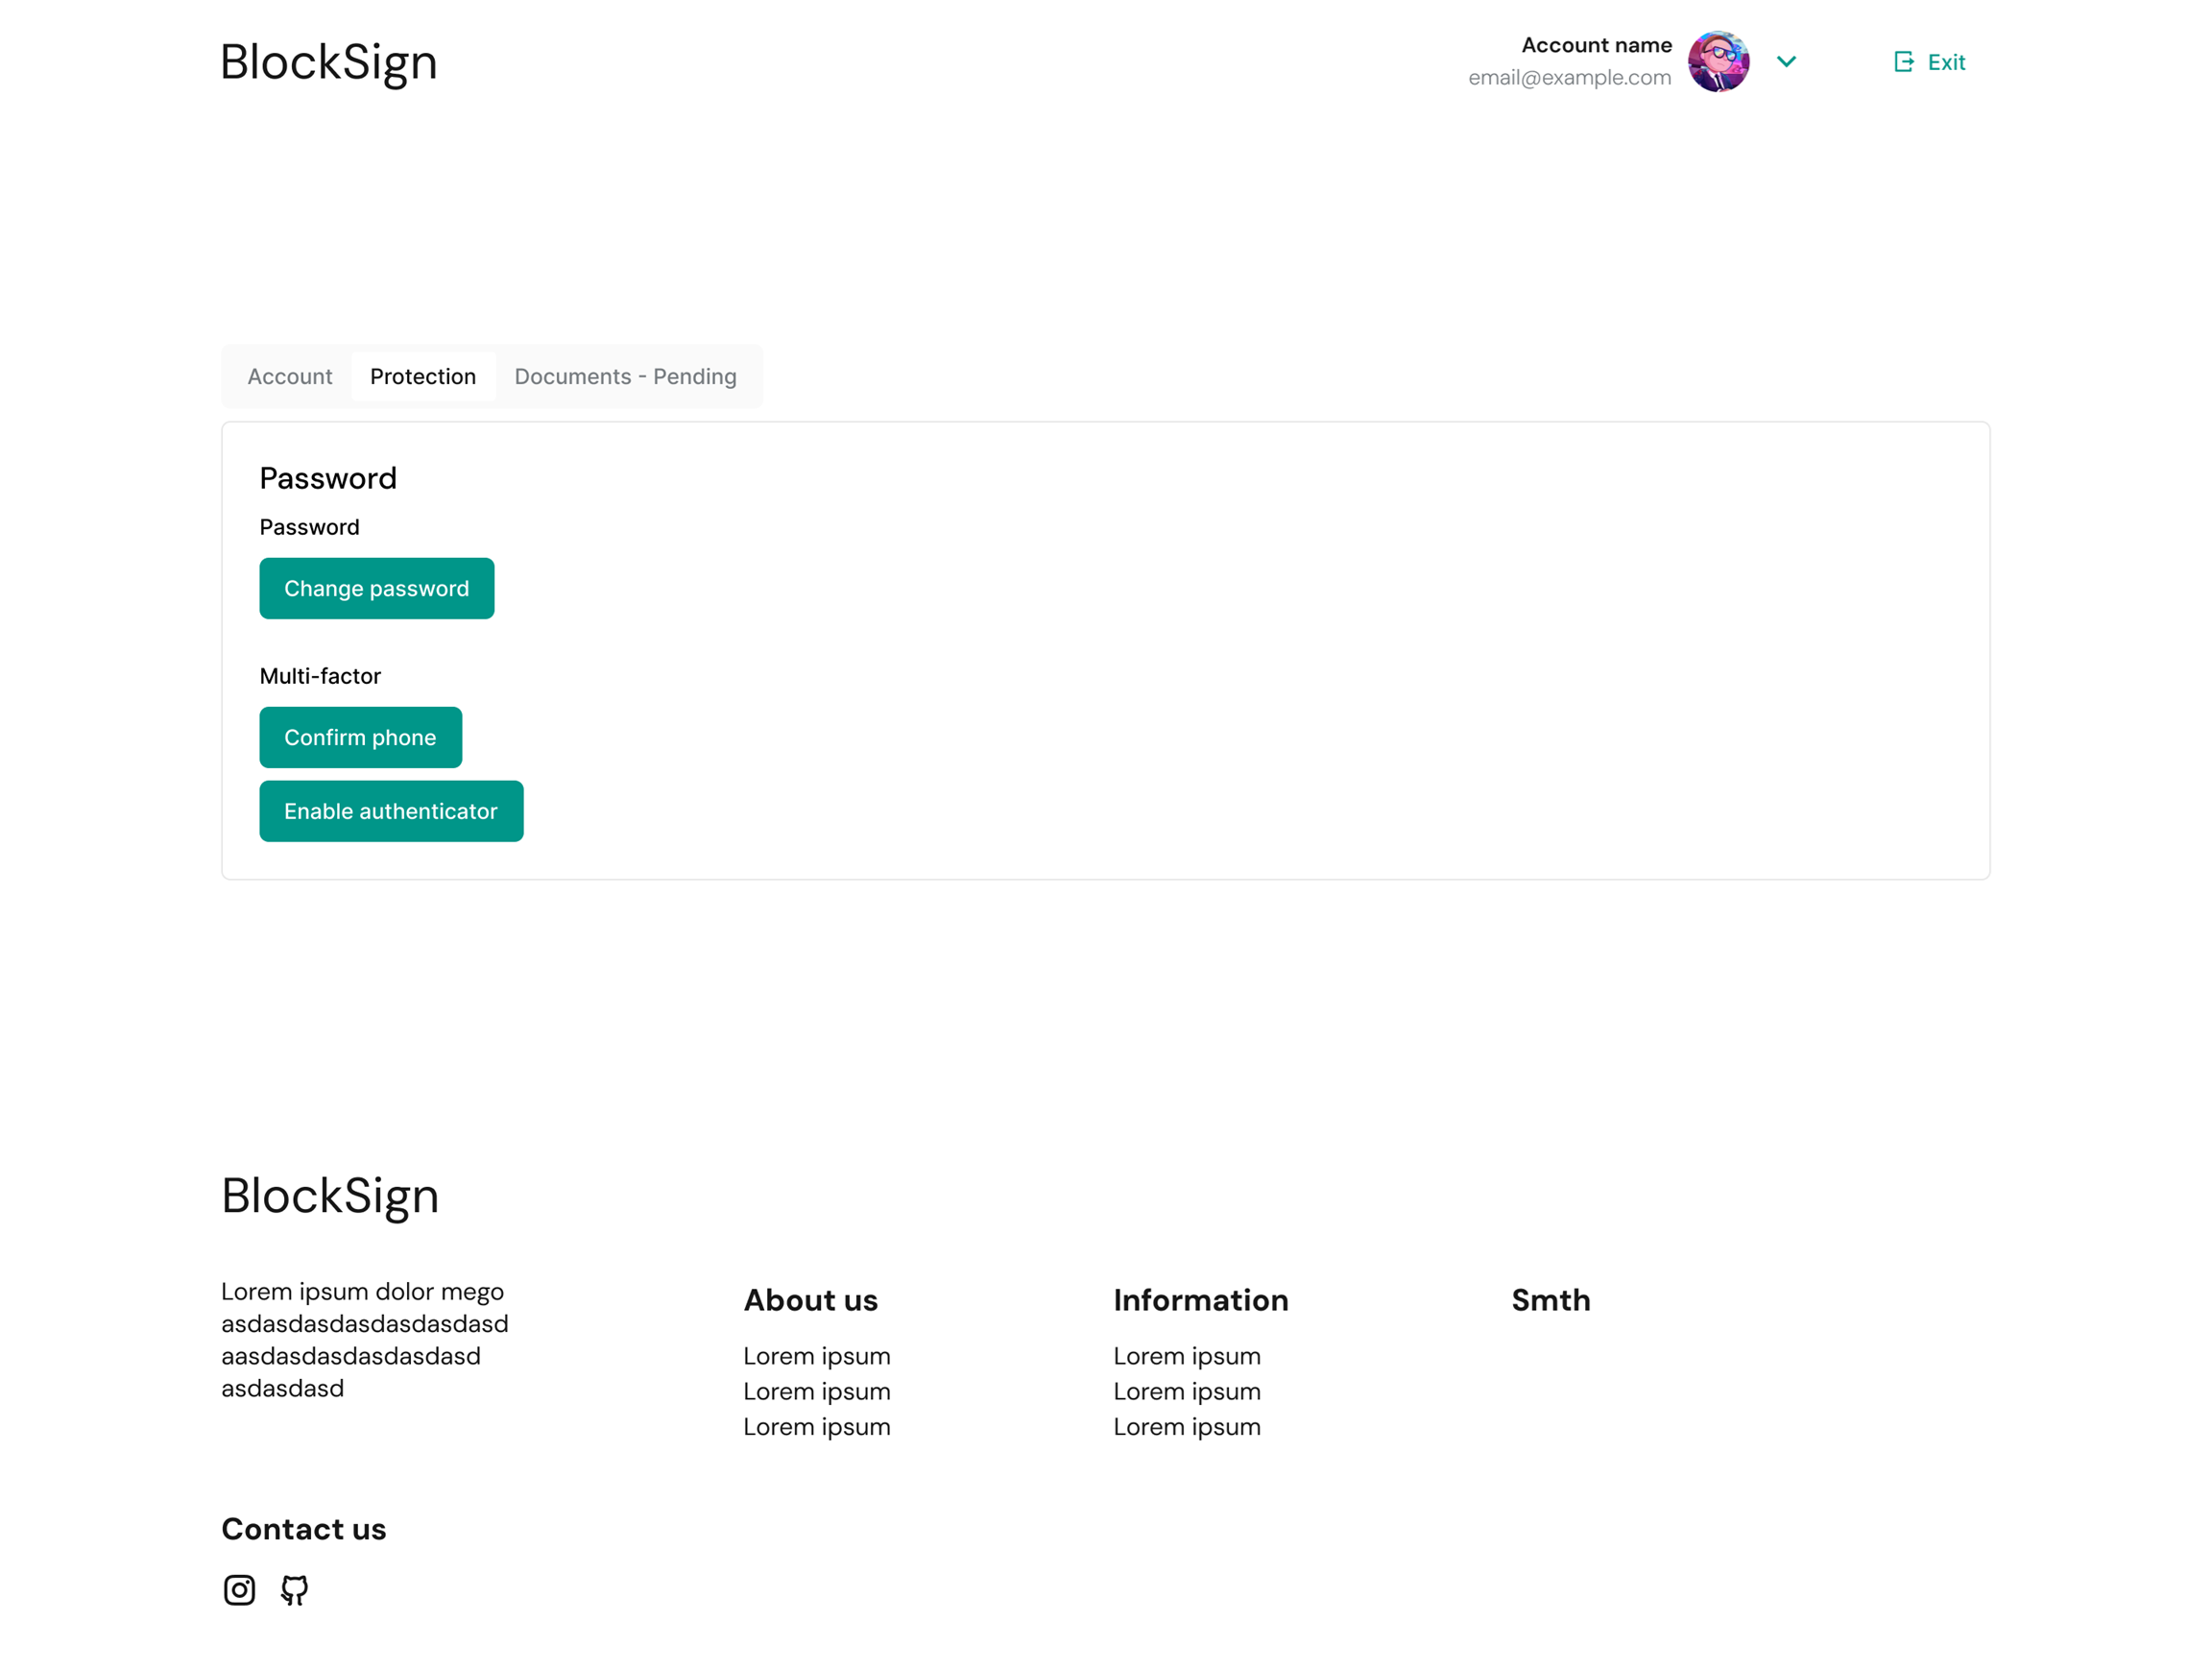 BlockSign
Account name
email@example.com
Exit
Account
Protection
Documents - Pending
Password
Password
Change password
Multi-factor
Confirm phone
Enable authenticator
BlockSign
Lorem ipsum dolor mego
asdasdasdasdasdasdasd
aasdasdasdasdasdasd
asdasdasd
About us
Lorem ipsum
Lorem ipsum
Lorem ipsum
Information
Lorem ipsum
Lorem ipsum
Lorem ipsum
Smth
Contact us